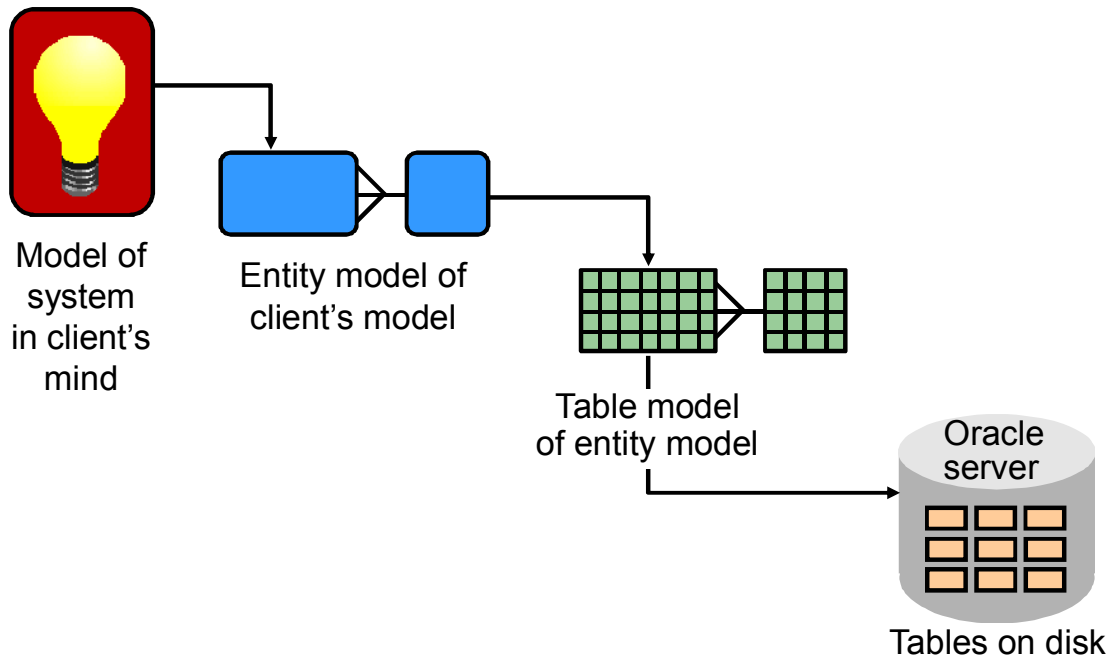 Model of
system
in client's
mind
Entity model of
client's model
Table model
of entity model
Oracle
server
Tables on disk